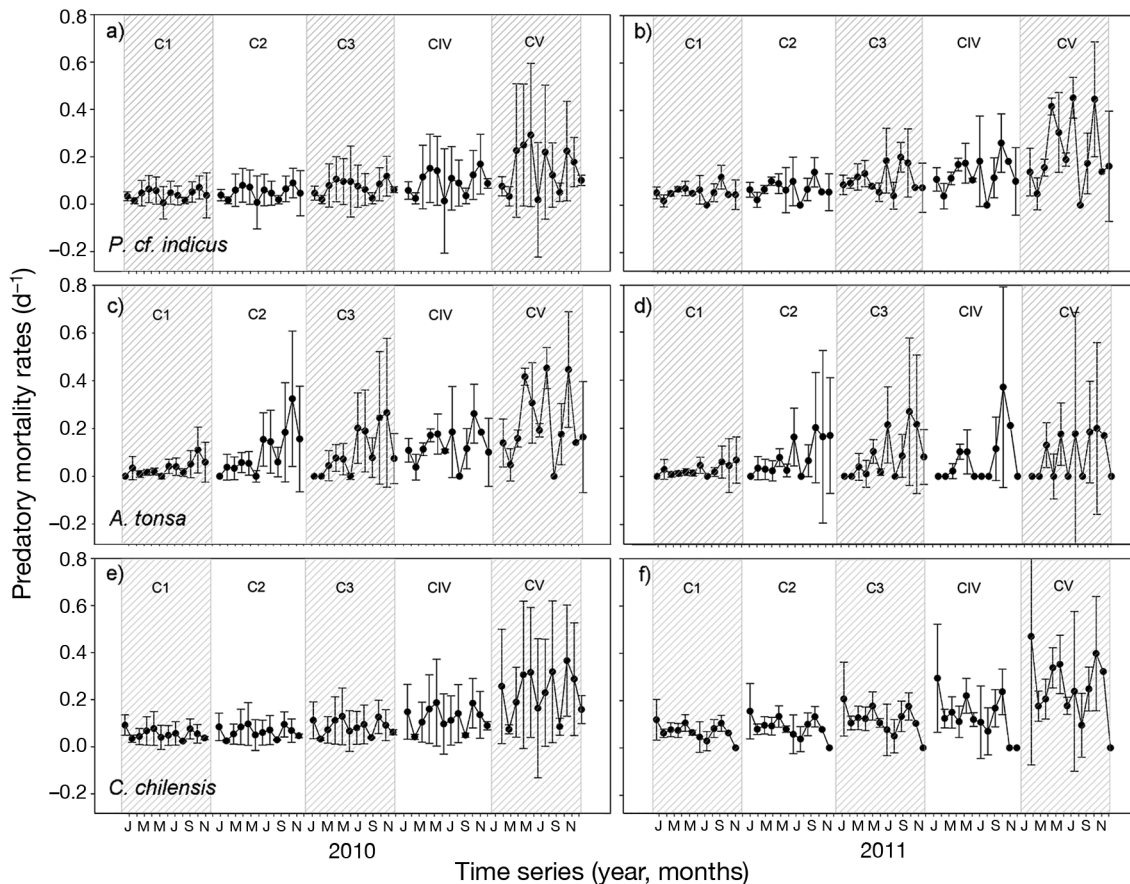 Predatory mortality rates (d–1)
a) C1 C2 C3 CIV CV
0.8
0.6
0.4
0.2
0.0
–0.2
P. cf. indicus
b) C1 C2 C3 CIV CV
c) C1 C2 C3 CIV CV
0.8
0.6
0.4
0.2
0.0
–0.2
A. tonsa
d) C1 C2 C3 CIV CV
e) C1 C2 C3 CIV CV
0.8
0.6
0.4
0.2
0.0
–0.2
C. chilensis
f) C1 C2 C3 CIV CV
J M M J S N J M M J S N J M M J S N J M M J S N J M M J S N
J M M J S N J M M J S N J M M J S N J M M J S N J M M J S N
2010 2011
Time series (year, months)